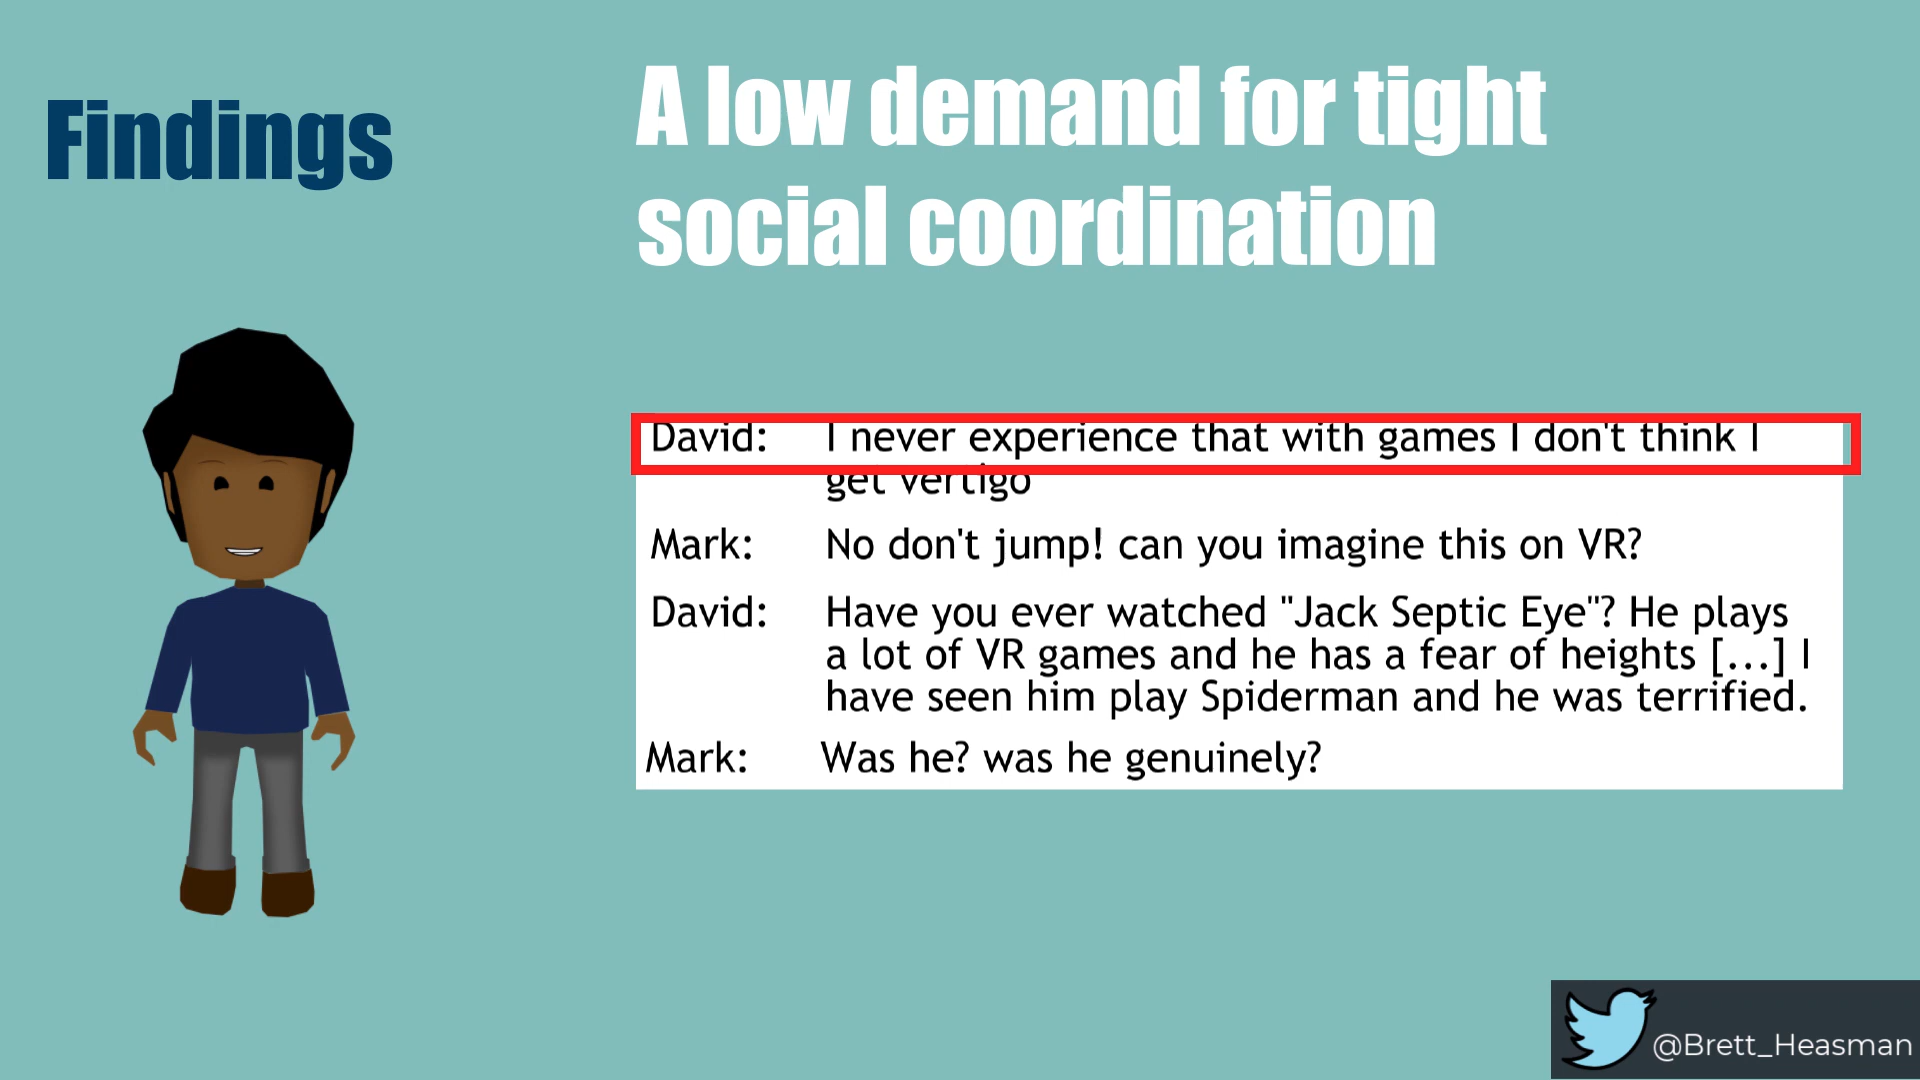 Findings
A low demand for tight
social coordination
David: I never experience that with games I don't think I
get vertigo
Mark: No don't jump! can you imagine this on VR?
David: Have you ever watched "Jack Septic Eye"? He plays
a lot of VR games and he has a fear of heights [...] I
have seen him play Spiderman and he was terrified.
Mark: Was he? was he genuinely?
@Brett_Heasman